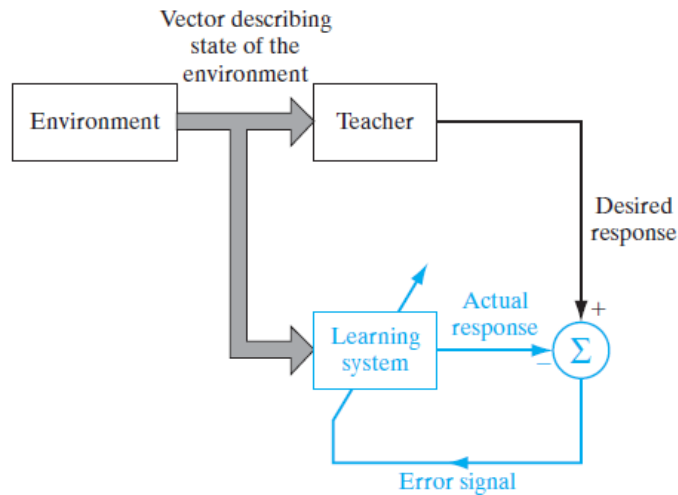 Vector describing
state of the
environment
Environment
Teacher
Desired
response
+
Actual
response
Learning
system
−
Σ
Error signal